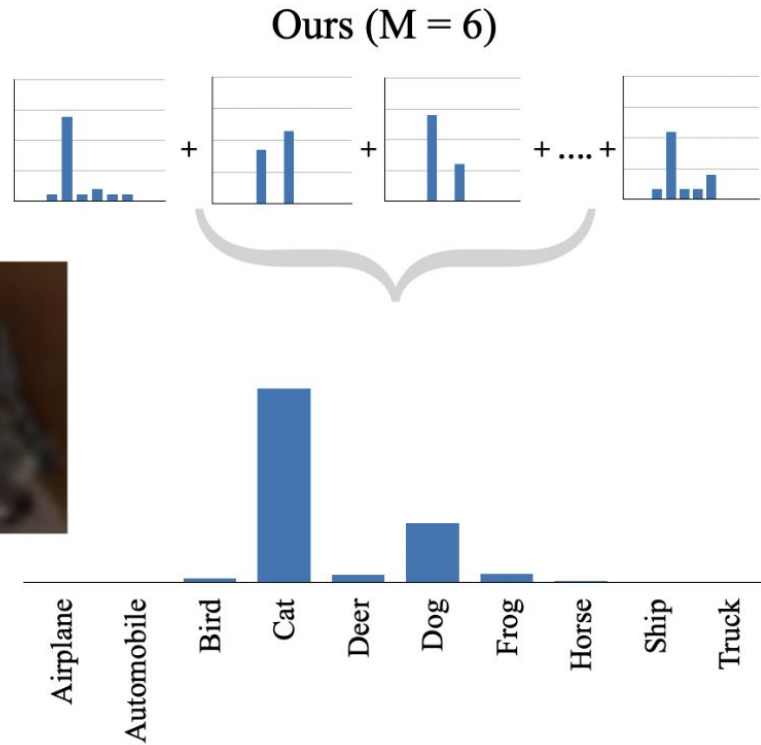 Ours (M = 6)
+ + + .... +
Airplane
Automobile
Bird
Cat
Deer
Dog
Frog
Horse
Ship
Truck